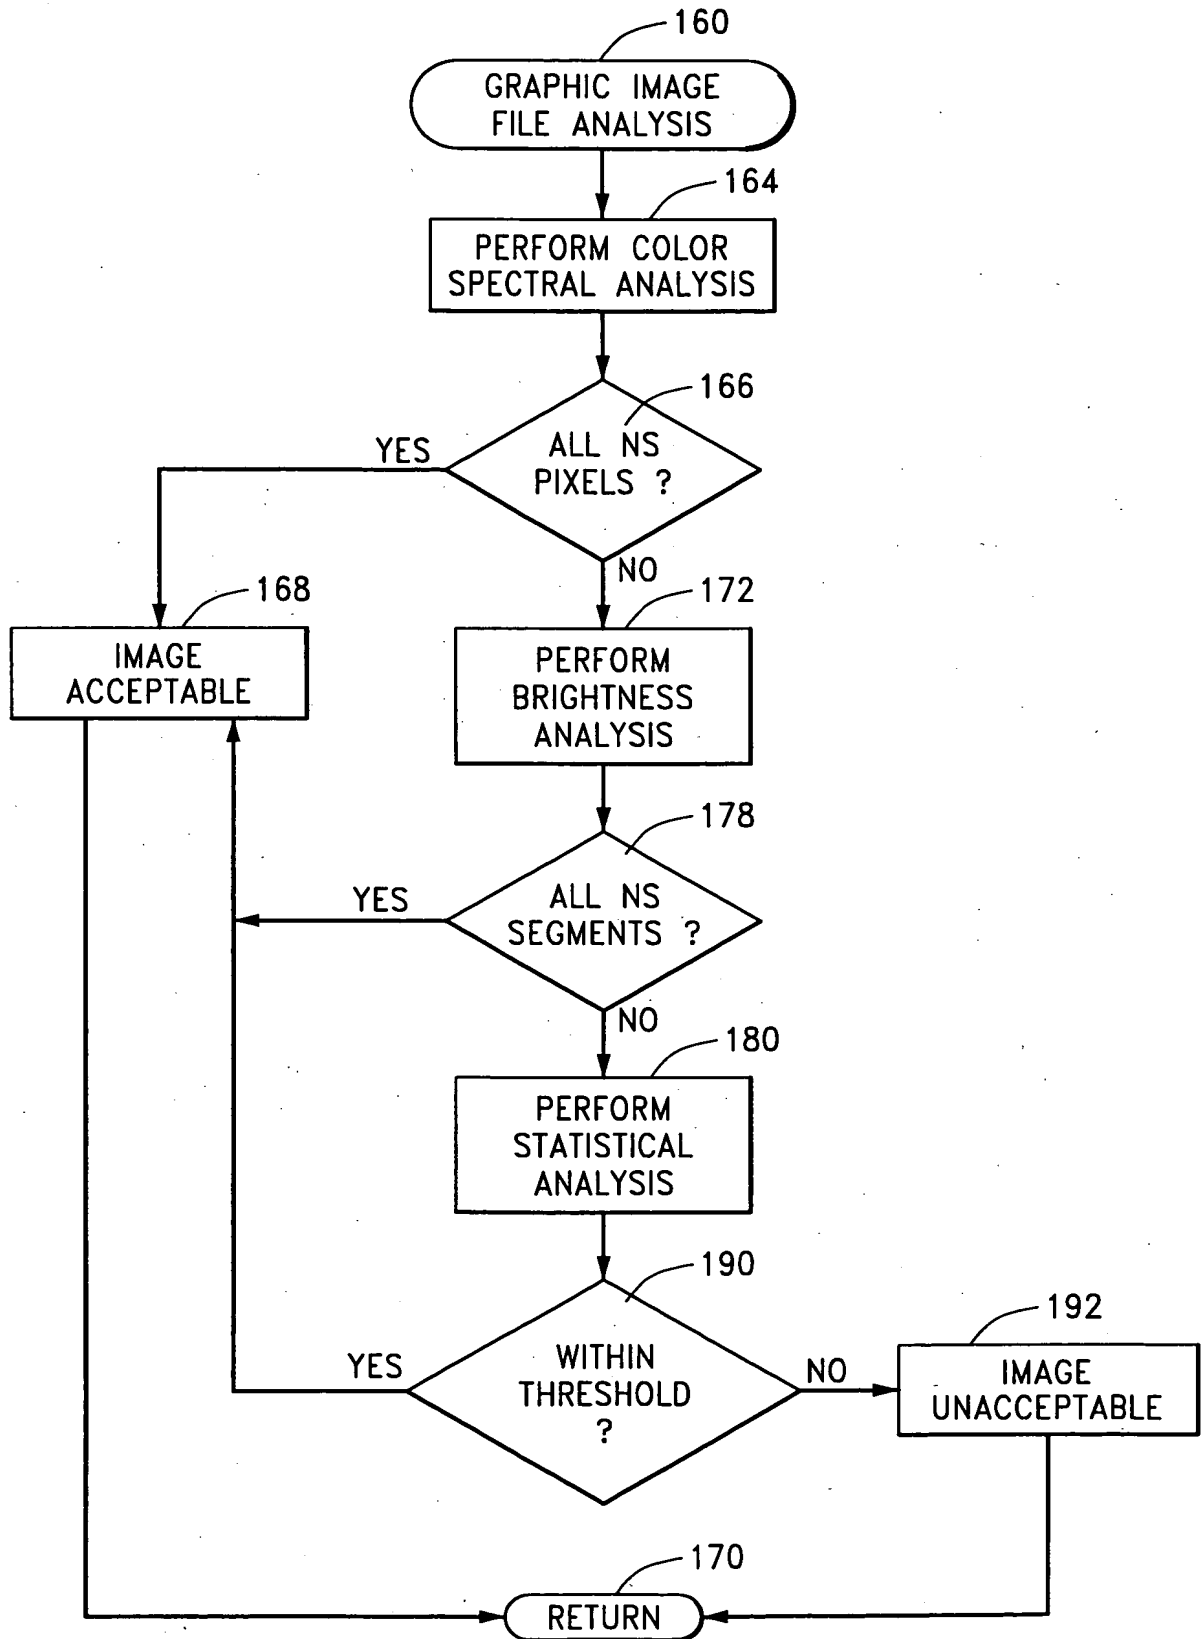 160
GRAPHIC IMAGE
FILE ANALYSIS
164
PERFORM COLOR
SPECTRAL ANALYSIS
166
YES
ALL NS
PIXELS ?
NO
168
172
IMAGE
ACCEPTABLE
PERFORM
BRIGHTNESS
ANALYSIS
178
YES
ALL NS
SEGMENTS ?
NO
180
PERFORM
STATISTICAL
ANALYSIS
190
192
YES
WITHIN
THRESHOLD
?
NO
IMAGE
UNACCEPTABLE
170
RETURN